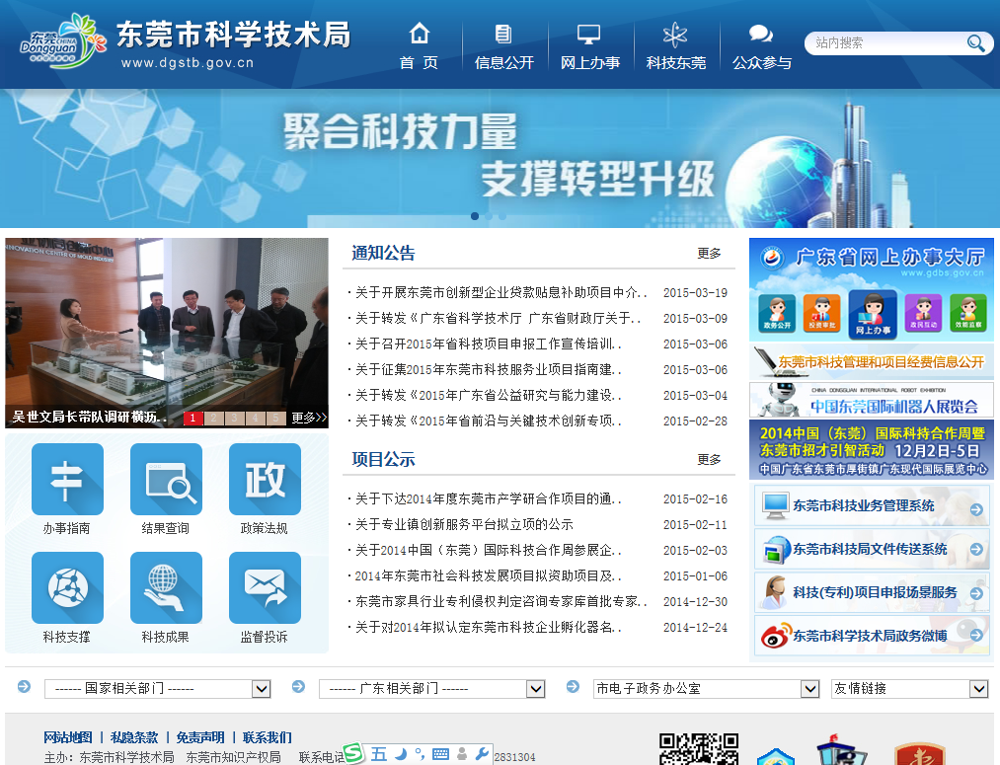 东莞
CHINA
Dongguan
东莞市科学技术局
www.dgstb.gov.cn
首 页
信息公开
网上办事
科技东莞
公众参与
站内搜索
聚合科技力量
支撑转型升级
INNOVATION CENTER OF MOLD INDUSTRY
吴世文局长带队调研横沥..
1 2 3 4 5 更多>>
办事指南
结果查询
政
政策法规
科技支撑
科技成果
监督投诉
通知公告 更多
·关于开展东莞市创新型企业贷款贴息补助项目中介.. 2015-03-19
·关于转发《广东省科学技术厅 广东省财政厅关于.. 2015-03-09
·关于召开2015年省科技项目申报工作宣传培训.. 2015-03-06
·关于征集2015年东莞市科技服务业项目指南建.. 2015-03-06
·关于转发《2015年广东省公益研究与能力建设.. 2015-03-04
·关于转发《2015年省前沿与关键技术创新专项.. 2015-02-28
项目公示 更多
·关于下达2014年度东莞市产学研合作项目的通.. 2015-02-16
·关于专业镇创新服务平台拟立项的公示 2015-02-11
·关于2014中国（东莞）国际科技合作周参展企.. 2015-02-03
·2014年东莞市社会科技发展项目拟资助项目及.. 2015-01-06
·东莞市家具行业专利侵权判定咨询专家库首批专家.. 2014-12-30
·关于对2014年拟认定东莞市科技企业孵化器名.. 2014-12-24
广东省网上办事大厅
www.gdbs.gov.cn
政务公开
投资审批
网上办事
政民互动
效能监察
东莞市科技管理和项目经费信息公开
CHINA DONGGUAN INTERNATIONAL ROBOT EXHIBITION
中国东莞国际机器人展览会
2014中国（东莞）国际科持合作周暨
东莞市招才引智活动 12月2日-5日
中国广东省东莞市厚街镇广东现代国际展览中心
东莞市科技业务管理系统
东莞市科技局文件传送系统
科技(专利)项目申报场景服务
东莞市科学技术局政务微博
------ 国家相关部门 ------
------ 广东相关部门 ------
市电子政务办公室
友情链接
网站地图 | 私隐条款 | 免责声明 | 联系我们
主办：东莞市科学技术局 东莞市知识产权局 联系电话
五
2831304